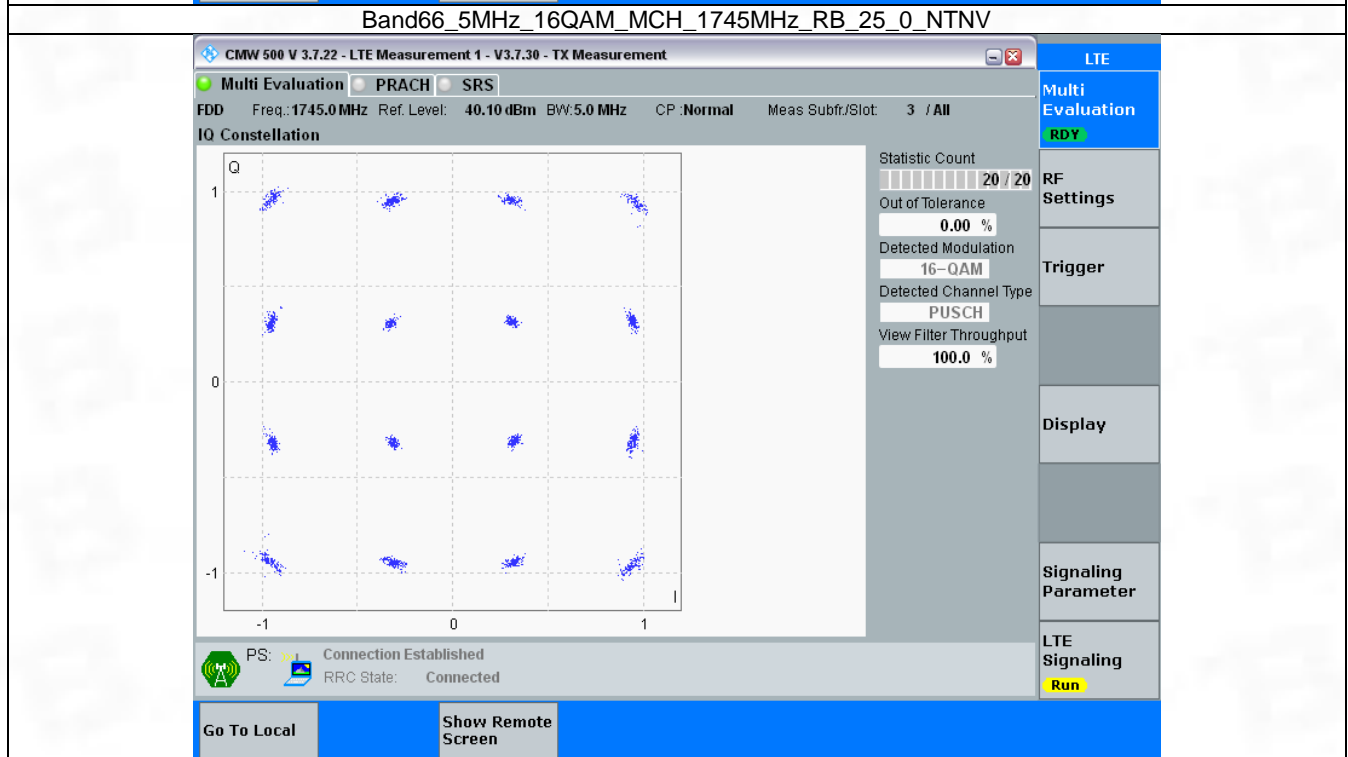 Band66_5MHz_16QAM_MCH_1745MHz_RB_25_0_NTNV
CMW 500 V 3.7.22 - LTE Measurement 1 - V3.7.30 - TX Measurement
LTE
Multi Evaluation PRACH SRS
Multi
Evaluation
RDY
FDD Freq.:1745.0 MHz Ref. Level: 40.10 dBm BW:5.0 MHz CP :Normal Meas Subfr./Slot: 3 / All
IQ Constellation
Q
1
0
-1
-1 0 1
I
Statistic Count
20 / 20
Out of Tolerance
0.00 %
Detected Modulation
16-QAM
Detected Channel Type
PUSCH
View Filter Throughput
100.0 %
RF
Settings
Trigger
Display
Signaling
Parameter
LTE
Signaling
Run
PS: Connection Established
RRC State: Connected
Go To Local
Show Remote
Screen